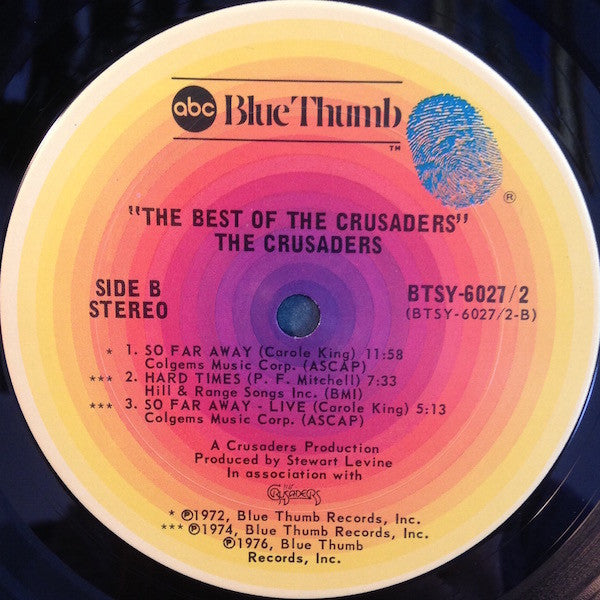 abc Blue Thumb ™
®
"THE BEST OF THE CRUSADERS"
THE CRUSADERS
SIDE B
STEREO
BTSY-6027/2
(BTSY-6027/2-B)
* 1. SO FAR AWAY (Carole King) 11:58
Colgems Music Corp. (ASCAP)
*** 2. HARD TIMES (P. F. Mitchell) 7:33
Hill & Range Songs Inc. (BMI)
*** 3. SO FAR AWAY - LIVE (Carole King) 5:13
Colgems Music Corp. (ASCAP)
A Crusaders Production
Produced by Stewart Levine
In association with
THE CRUSADERS
* ℗1972, Blue Thumb Records, Inc.
*** ℗1974, Blue Thumb Records, Inc.
℗1976, Blue Thumb
Records, Inc.